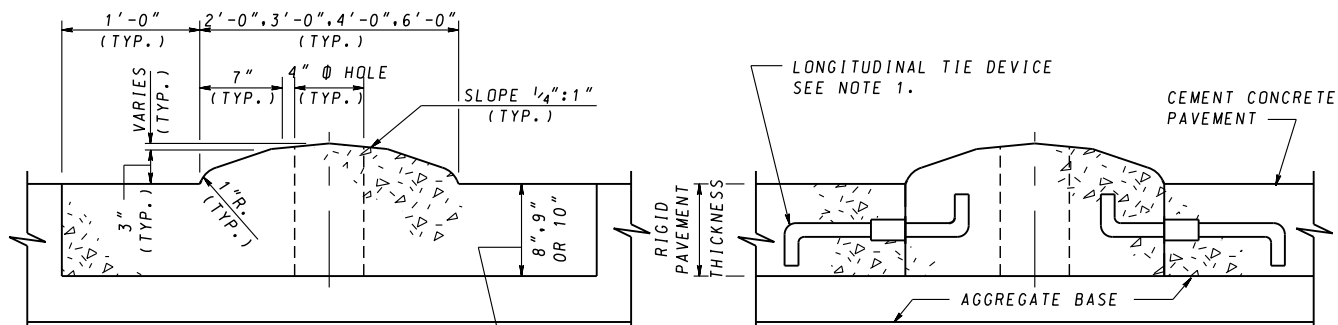 1'-0"
(TYP.)
2'-0",3'-0",4'-0",6'-0"
(TYP.)
VARIES
(TYP.)
7"
(TYP.)
4" Φ HOLE
(TYP.)
SLOPE 1/4":1"
(TYP.)
3"
(TYP.)
1"R.
(TYP.)
8",9"
OR 10"
LONGITUDINAL TIE DEVICE
SEE NOTE 1.
CEMENT CONCRETE
PAVEMENT
RIGID
PAVEMENT
THICKNESS
AGGREGATE BASE